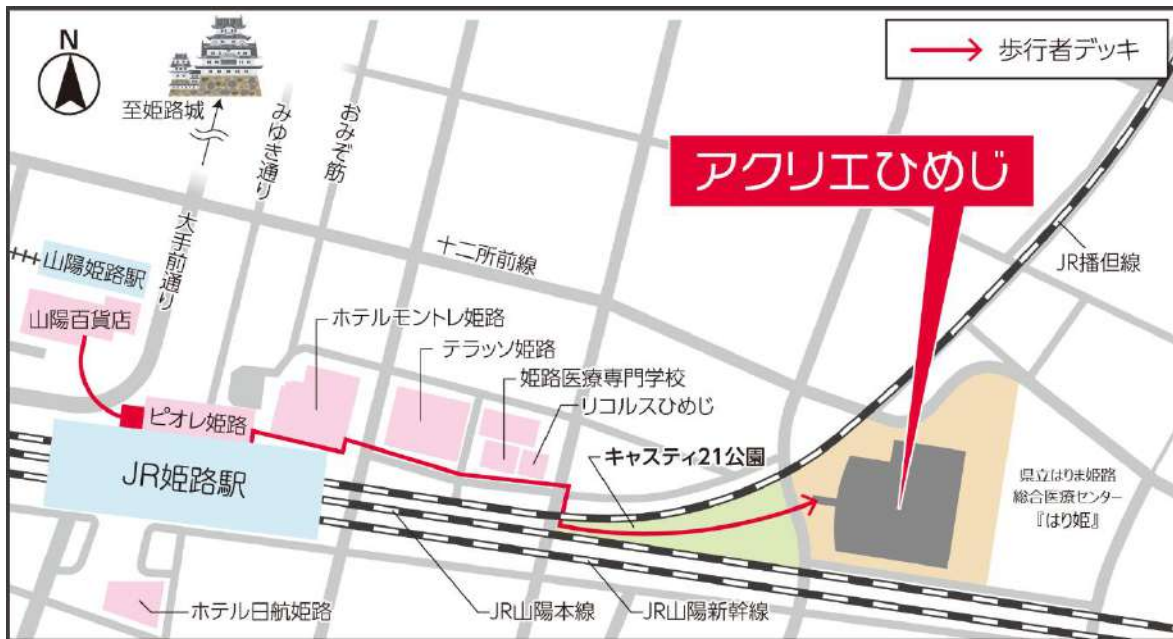 N
歩行者デッキ
至姫路城
みゆき通り
おみぞ筋
アクリエひめじ
大手前通り
十二所前線
JR播但線
山陽姫路駅
山陽百貨店
ホテルモントレ姫路
テラッソ姫路
姫路医療専門学校
リコルスひめじ
ピオレ姫路
キャスティ21公園
JR姫路駅
県立はりま姫路
総合医療センター
『はり姫』
ホテル日航姫路
JR山陽本線
JR山陽新幹線